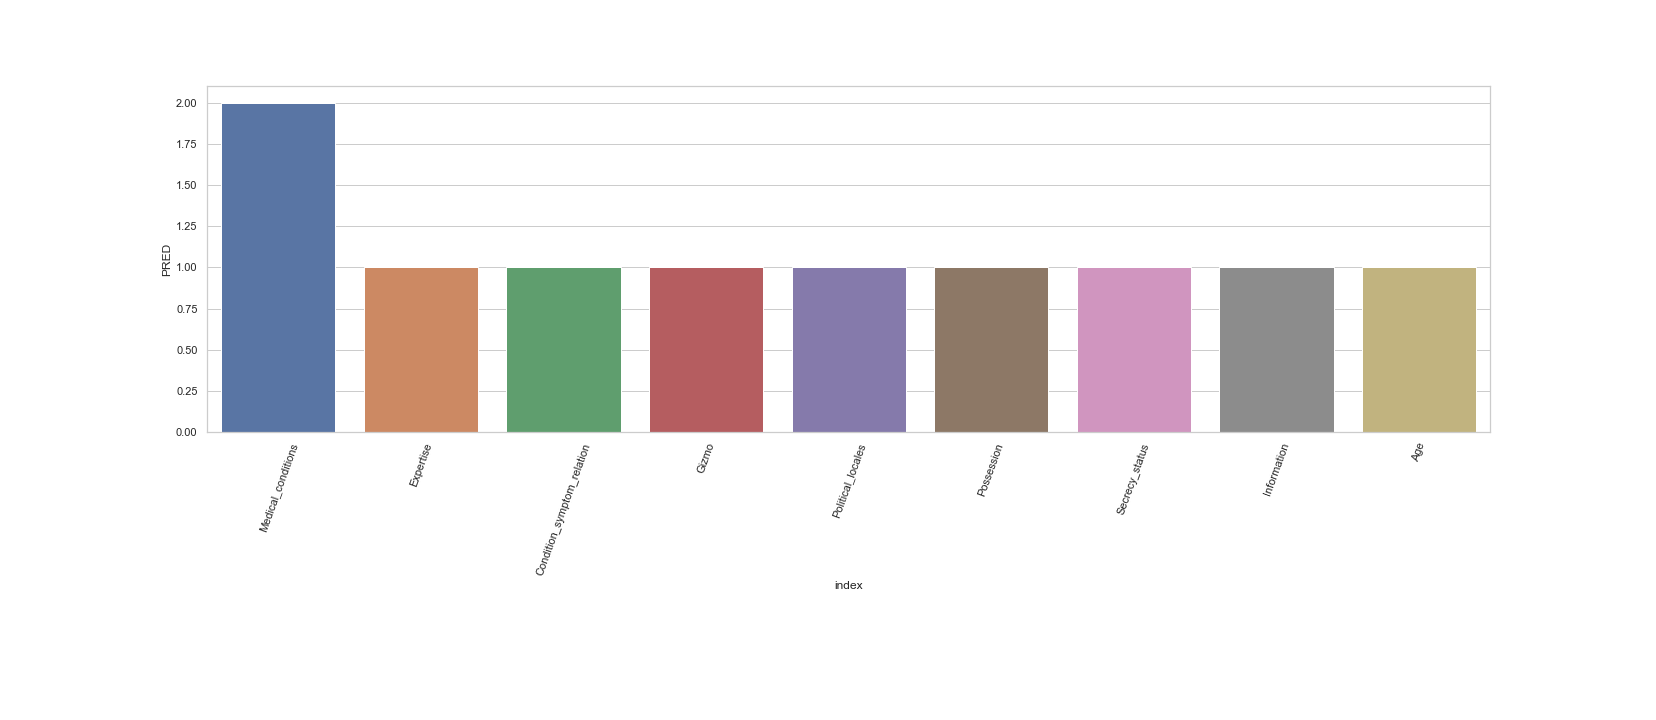 2.00
1.75
1.50
1.25
1.00
0.75
0.50
0.25
0.00
PRED
Medical_conditions
Expertise
Condition_symptom_relation
Gizmo
Political_locales
Possession
Secrecy_status
Information
Age
index